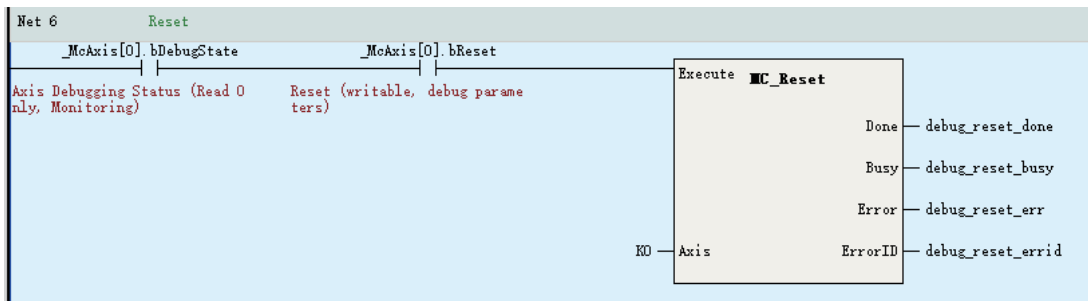 Net 6 Reset
_McAxis[0].bDebugState _McAxis[0].bReset
Axis Debugging Status (Read O
nly, Monitoring)
Reset (writable, debug parame
ters)
Execute MC_Reset
Done debug_reset_done
Busy debug_reset_busy
Error debug_reset_err
K0 Axis ErrorID debug_reset_errid